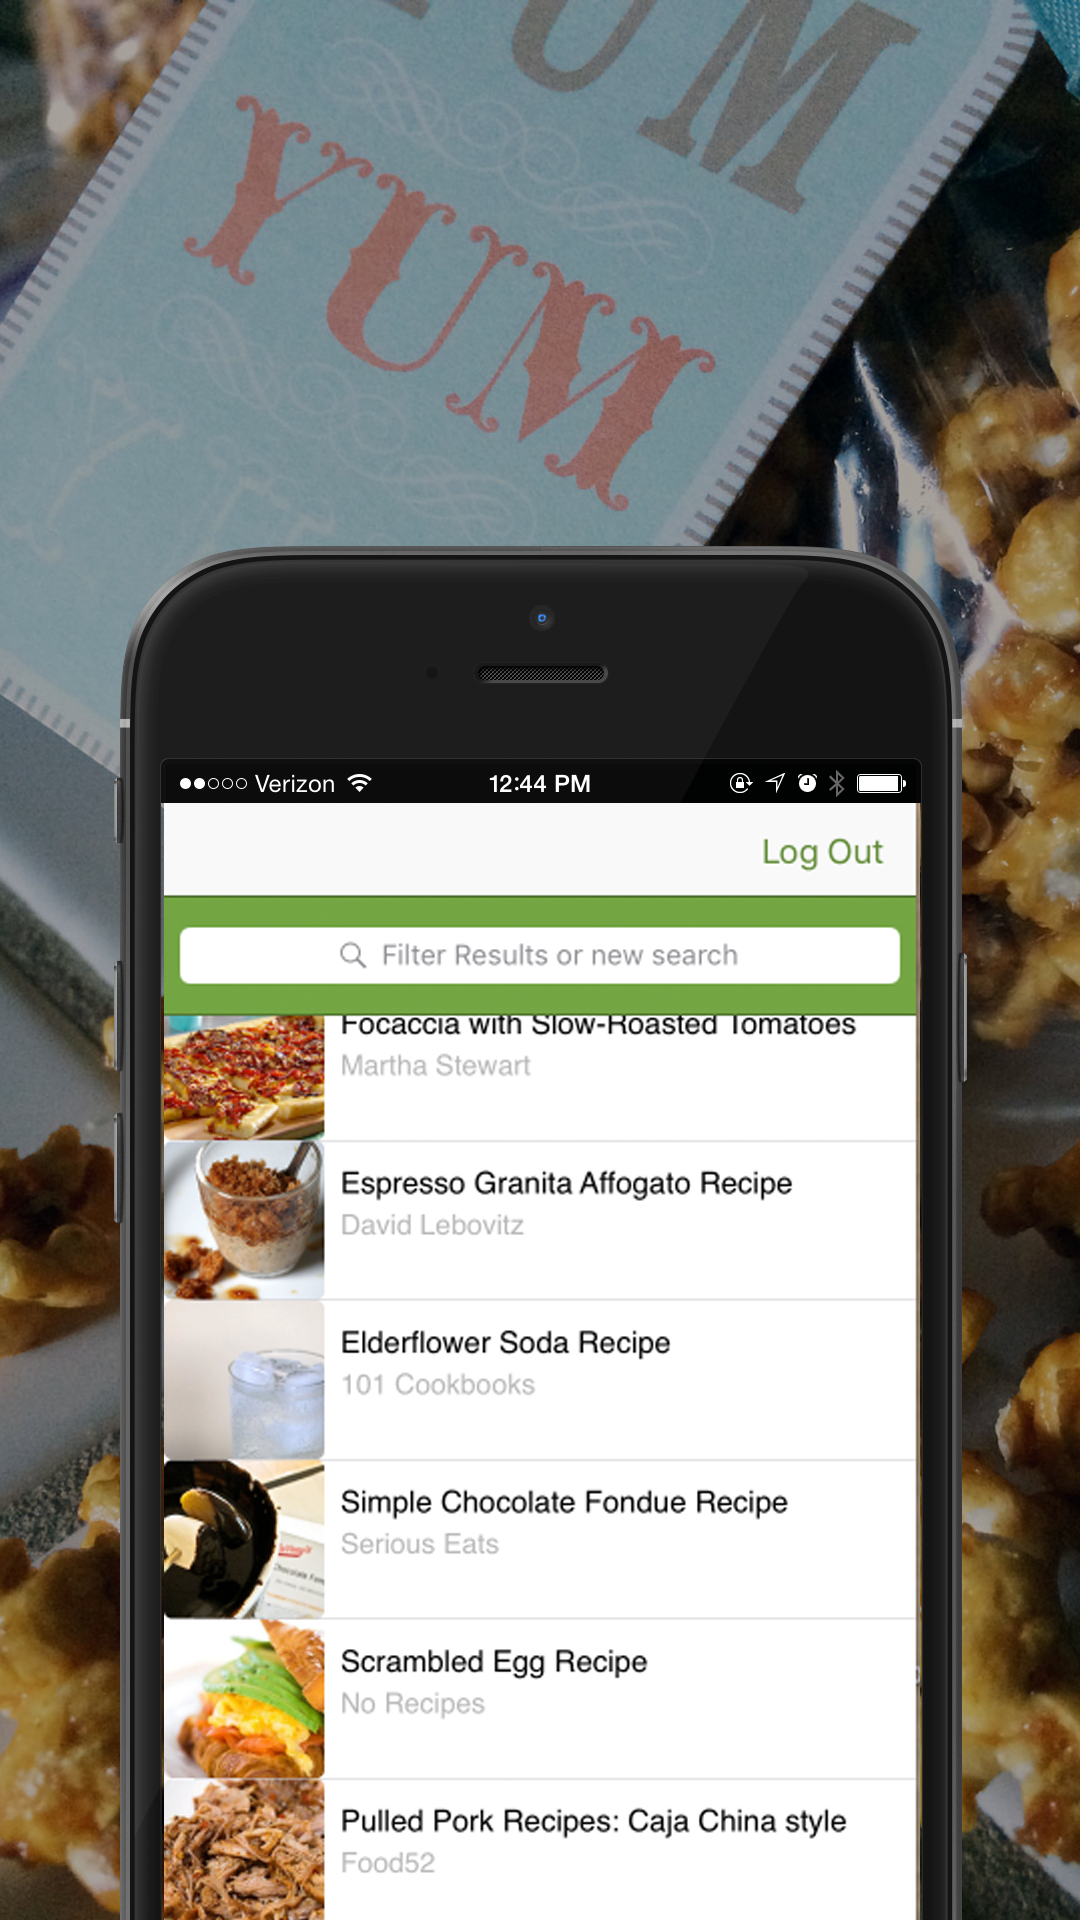 UM
YUM
Verizon
12:44 PM
Log Out
Filter Results or new search
Focaccia with Slow-Roasted Tomatoes
Martha Stewart
Espresso Granita Affogato Recipe
David Lebovitz
Elderflower Soda Recipe
101 Cookbooks
Simple Chocolate Fondue Recipe
Serious Eats
Scrambled Egg Recipe
No Recipes
Pulled Pork Recipes: Caja China style
Food52